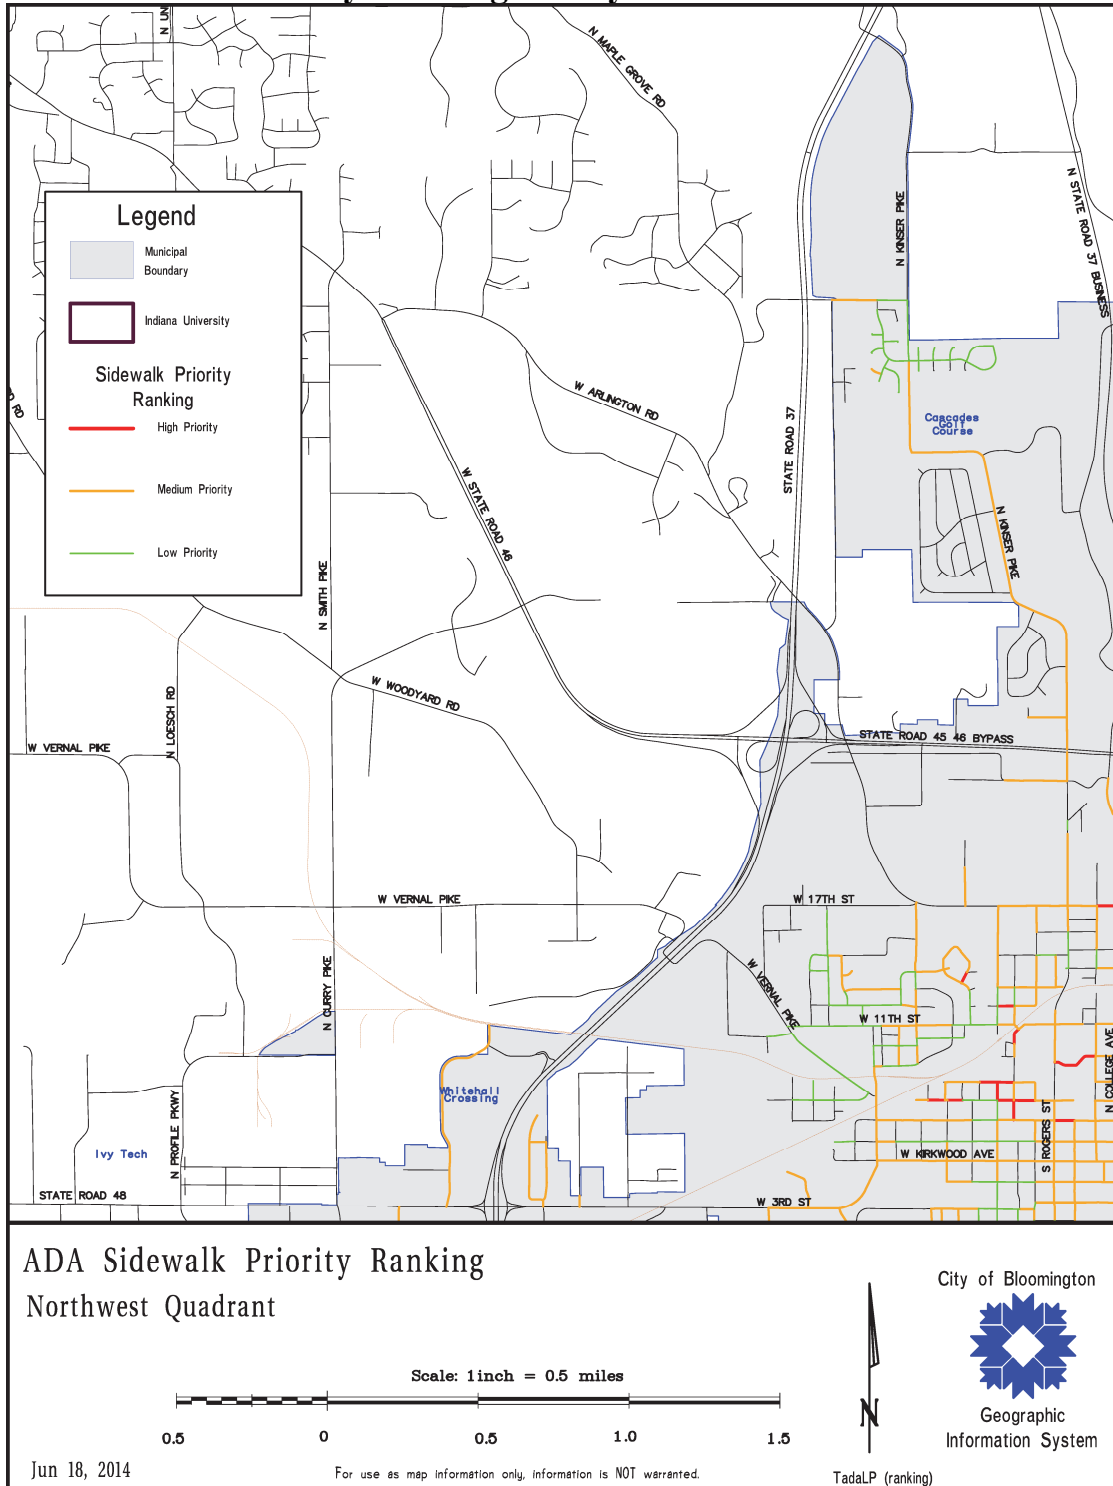 N UN
N MAPLE GROVE RD
N STATE ROAD 37 BUSINESS
N KINSER PIKE
Legend
Municipal
Boundary
Indiana University
Sidewalk Priority
Ranking
High Priority
Medium Priority
Low Priority
RD
W ARLINGTON RD
STATE ROAD 37
Cascades
Golf
Course
W STATE ROAD 46
N KINSER PIKE
N SMITH PIKE
W WOODYARD RD
N LOESCH RD
W VERNAL PIKE
STATE ROAD 45 46 BYPASS
W VERNAL PIKE
W 17TH ST
W VERNAL PIKE
N CURRY PIKE
W 11TH ST
Whitehall
Crossing
N COLLEGE AVE
N PROFILE PKWY
Ivy Tech
S ROGERS ST
W KIRKWOOD AVE
STATE ROAD 48
W 3RD ST
ADA Sidewalk Priority Ranking
Northwest Quadrant
City of Bloomington
Scale: 1 inch = 0.5 miles
N
0.5 0 0.5 1.0 1.5
Geographic
Information System
Jun 18, 2014
For use as map information only, information is NOT warranted.
TadaLP (ranking)